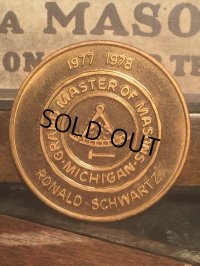 A MASO
1977 1978
GRAND MASTER OF MASONS
MICHIGAN
RONALD SCHWARTZ
SOLD OUT